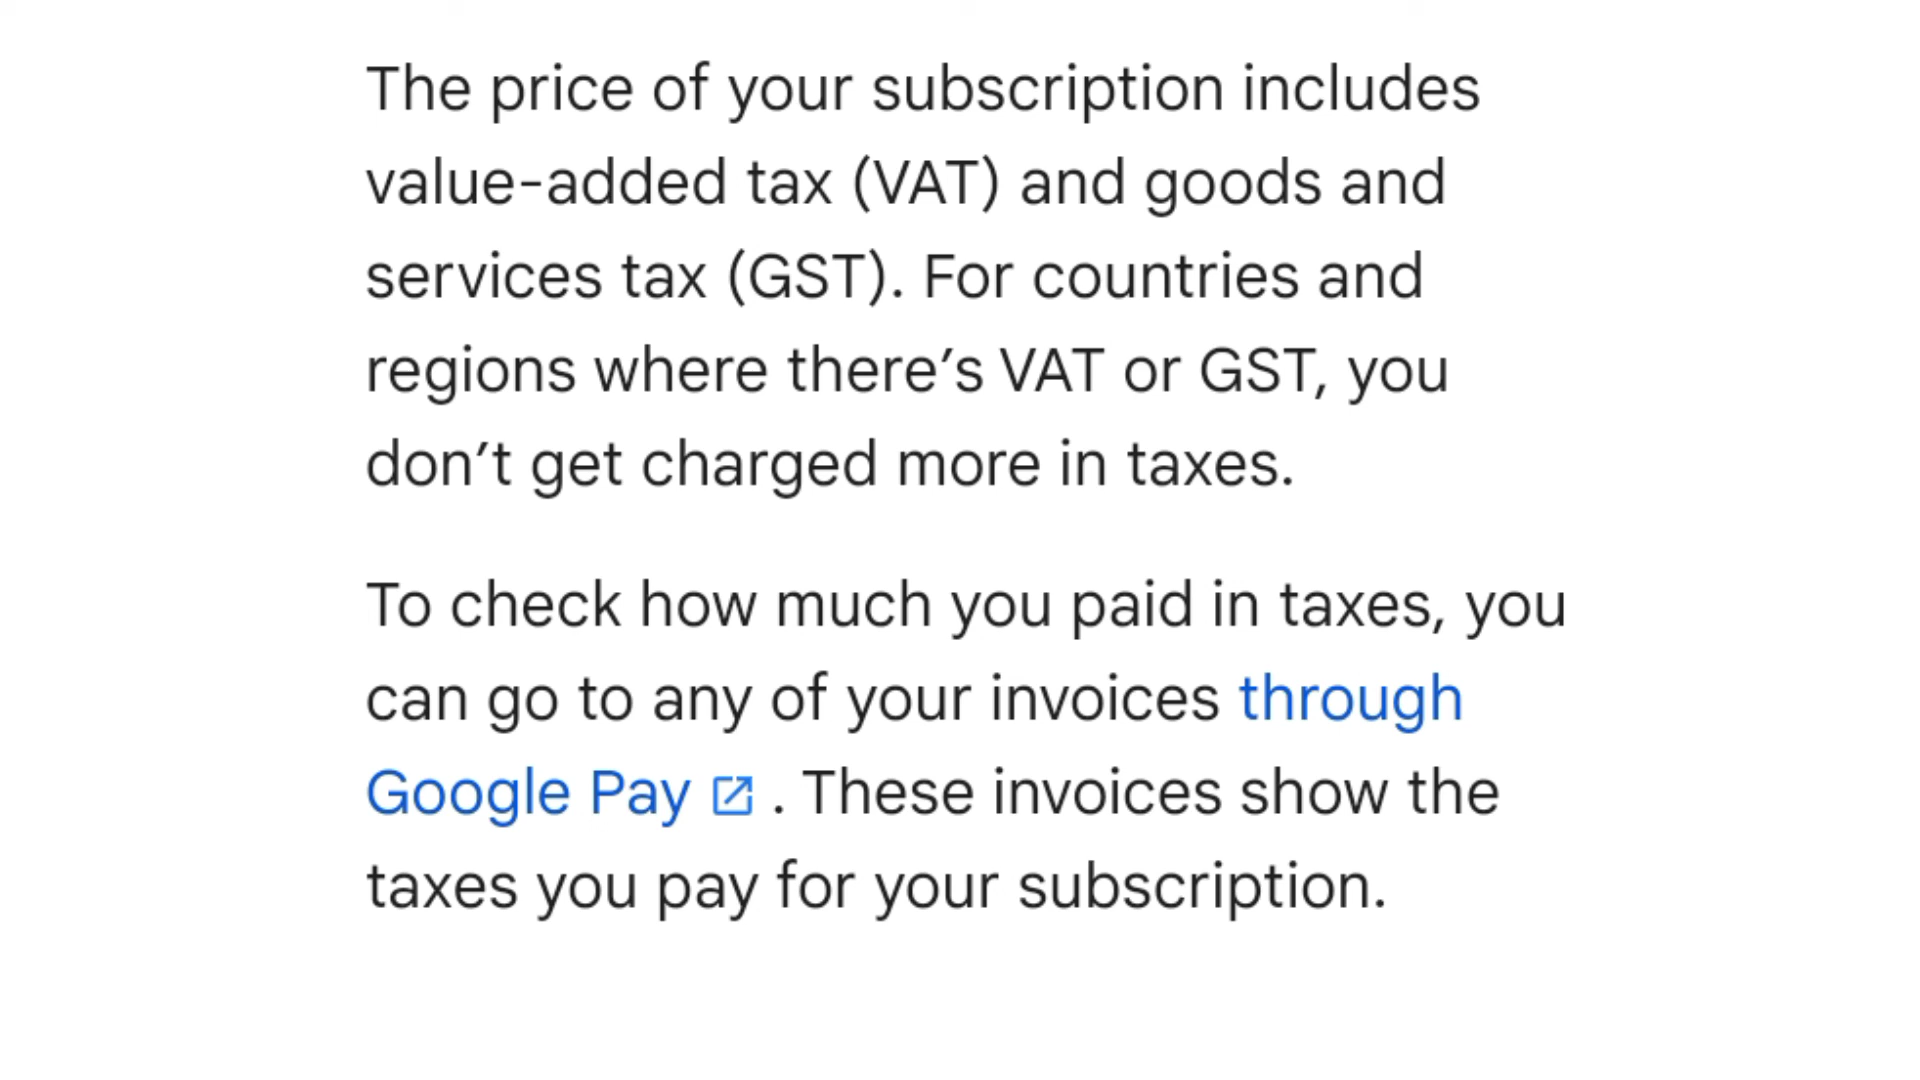 The price of your subscription includes
value-added tax (VAT) and goods and
services tax (GST). For countries and
regions where there’s VAT or GST, you
don’t get charged more in taxes.
To check how much you paid in taxes, you
can go to any of your invoices through
Google Pay . These invoices show the
taxes you pay for your subscription.